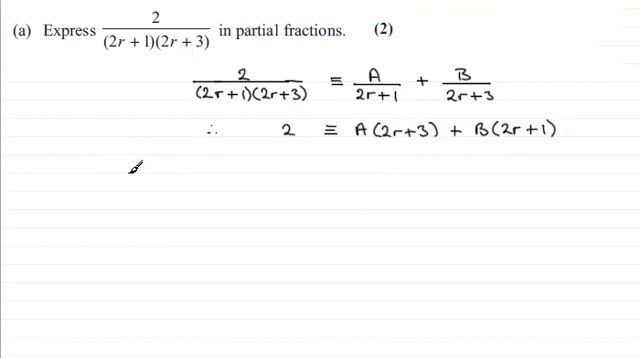 (a) Express 2/((2r + 1)(2r + 3)) in partial fractions. (2)
2/((2r+1)(2r+3)) ≡ A/(2r+1) + B/(2r+3)
∴ 2 ≡ A(2r+3) + B(2r+1)